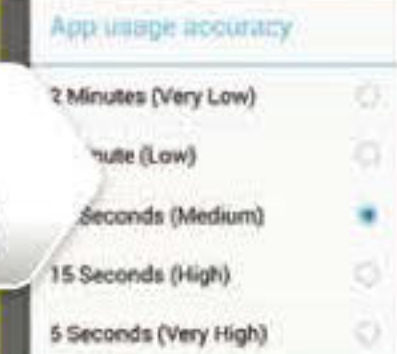 App usage accuracy
2 Minutes (Very Low)
(Low)
Seconds (Medium)
15 Seconds (High)
5 Seconds (Very High)